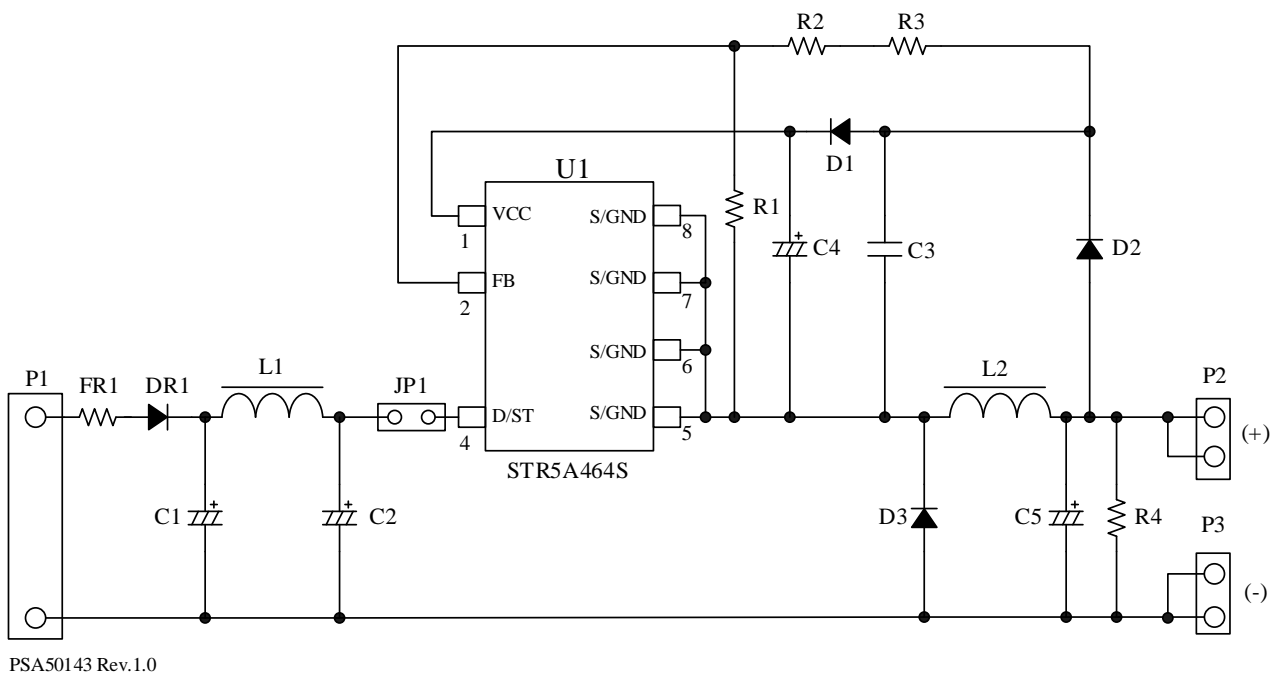 R2
R3
D1
U1
VCC
1
S/GND
8
R1
C4
+
C3
D2
FB
2
S/GND
7
S/GND
6
P1
FR1
DR1
L1
JP1
D/ST
4
S/GND
5
L2
P2
(+)
STR5A464S
C1
+
C2
+
D3
C5
+
R4
P3
(-)
PSA50143 Rev.1.0